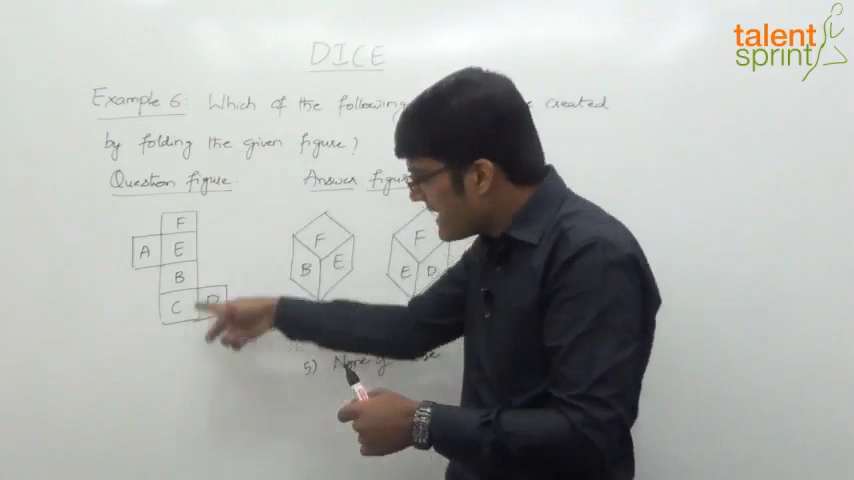 talent
sprint
DICE
Example 6: Which of the following created
by folding the given figure?
Question figure: Answer figur
F
A E
B
C D
F
B E
F
E D
5) None